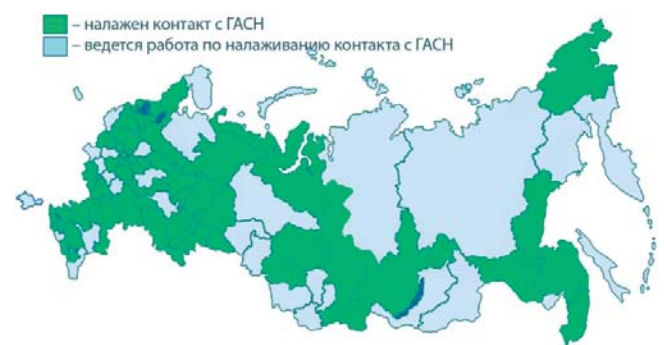 – налажен контакт с ГАСН
– ведется работа по налаживанию контакта с ГАСН